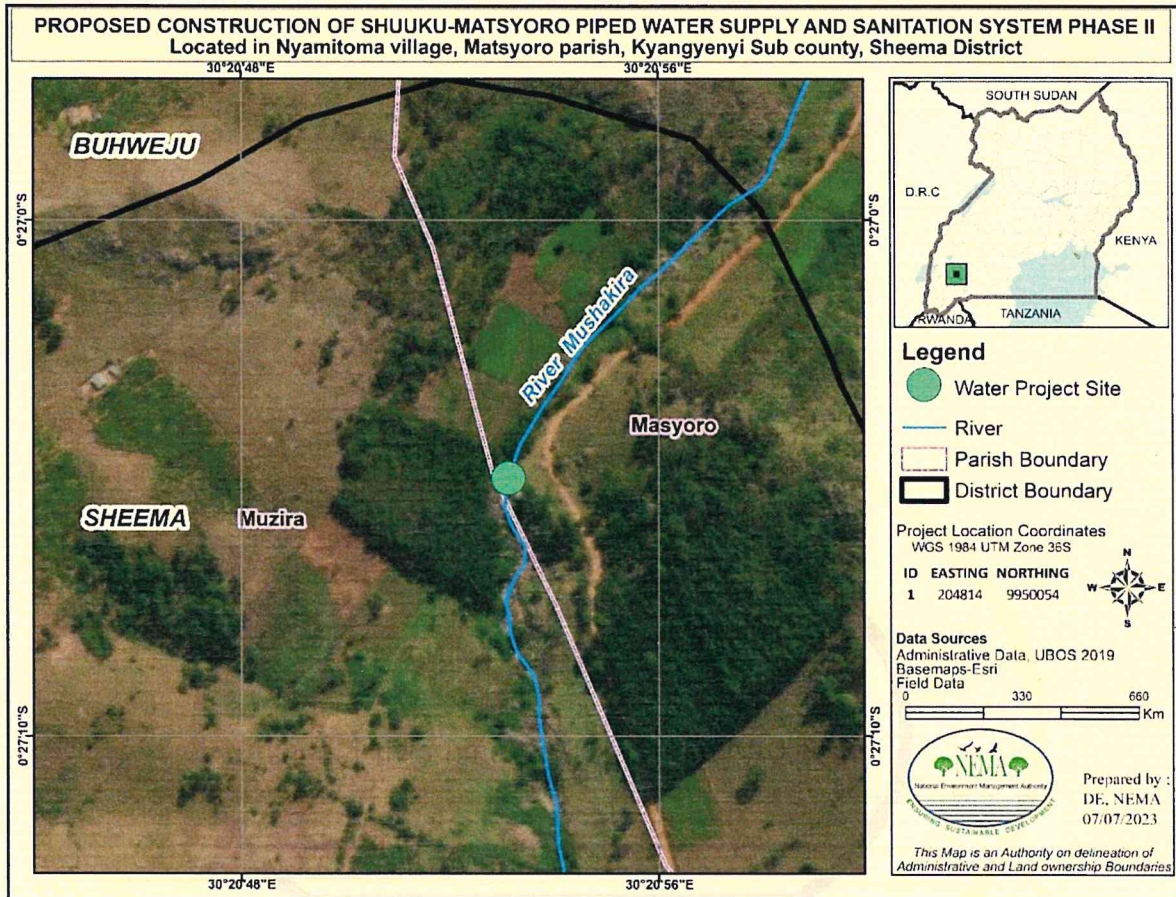 PROPOSED CONSTRUCTION OF SHUUKU-MATSYORO PIPED WATER SUPPLY AND SANITATION SYSTEM PHASE II
Located in Nyamitoma village, Matsyoro parish, Kyangyenyi Sub county, Sheema District
30°20'48"E
30°20'56"E
BUHWEJU
0°27'0"S
0°27'0"S
River Mushakira
Masyoro
SHEEMA
Muzira
0°27'10"S
0°27'10"S
30°20'48"E
30°20'56"E
SOUTH SUDAN
D.R.C
KENYA
RWANDA
TANZANIA
Legend
Water Project Site
River
Parish Boundary
District Boundary
Project Location Coordinates
WGS 1984 UTM Zone 36S
ID EASTING NORTHING
1 204814 9950054
N
W E
S
Data Sources
Administrative Data, UBOS 2019
Basemaps-Esri
Field Data
0 330 660
Km
NEMA
National Environment Management Authority
ENSURING SUSTAINABLE DEVELOPMENT
Prepared by :
DE, NEMA
07/07/2023
This Map is an Authority on delineation of
Administrative and Land ownership Boundaries